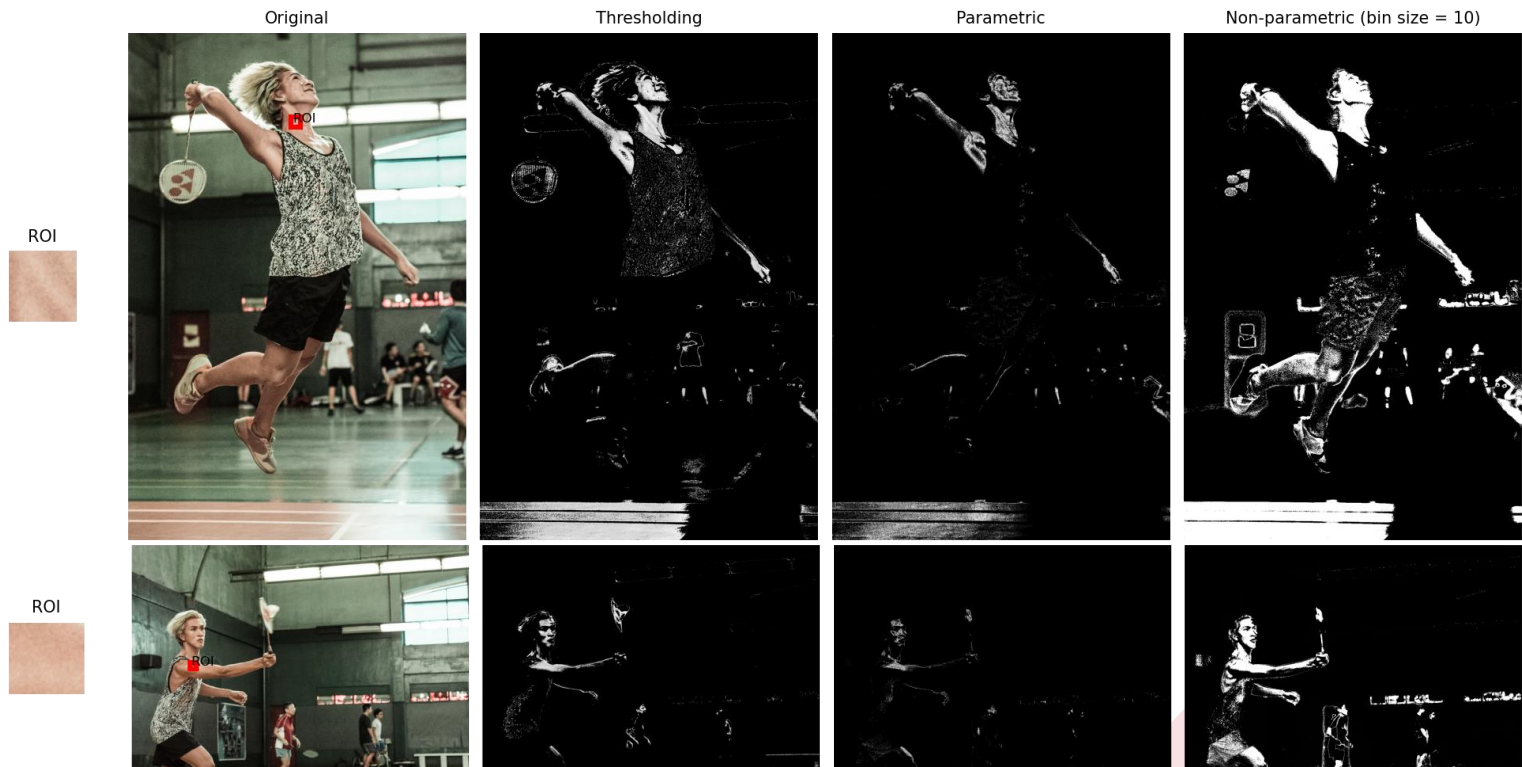 Original
Thresholding
Parametric
Non-parametric (bin size = 10)
ROI
ROI
ROI
ROI